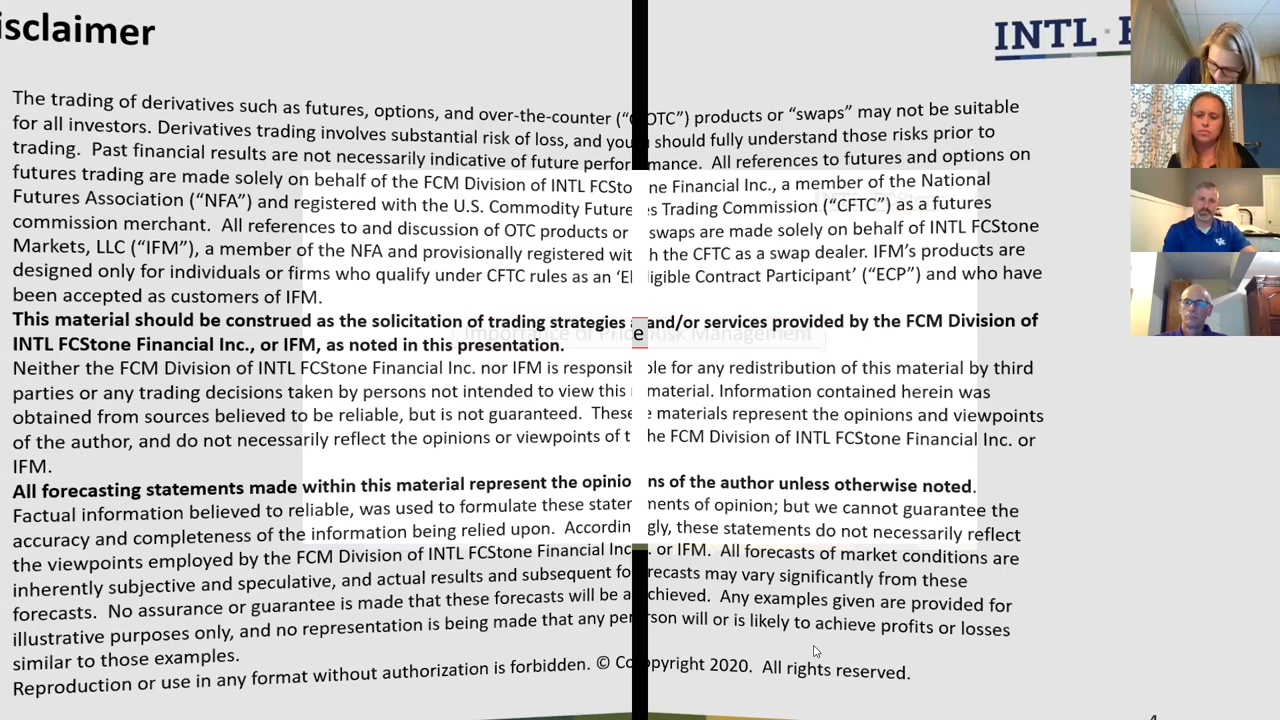 isclaimer
INTL
The trading of derivatives such as futures, options, and over-the-counter (“OTC”) products or “swaps” may not be suitable
for all investors. Derivatives trading involves substantial risk of loss, and you should fully understand those risks prior to
trading. Past financial results are not necessarily indicative of future performance. All references to futures and options on
futures trading are made solely on behalf of the FCM Division of INTL FCStone Financial Inc., a member of the National
Futures Association (“NFA”) and registered with the U.S. Commodity Futures Trading Commission (“CFTC”) as a futures
commission merchant. All references to and discussion of OTC products or swaps are made solely on behalf of INTL FCStone
Markets, LLC (“IFM”), a member of the NFA and provisionally registered with the CFTC as a swap dealer. IFM’s products are
designed only for individuals or firms who qualify under CFTC rules as an ‘Eligible Contract Participant’ (“ECP”) and who have
been accepted as customers of IFM.
This material should be construed as the solicitation of trading strategies and/or services provided by the FCM Division of
Importance of Price Risk Management
INTL FCStone Financial Inc., or IFM, as noted in this presentation.
Neither the FCM Division of INTL FCStone Financial Inc. nor IFM is responsible for any redistribution of this material by third
parties or any trading decisions taken by persons not intended to view this material. Information contained herein was
obtained from sources believed to be reliable, but is not guaranteed. These materials represent the opinions and viewpoints
of the author, and do not necessarily reflect the opinions or viewpoints of the FCM Division of INTL FCStone Financial Inc. or
IFM.
All forecasting statements made within this material represent the opinions of the author unless otherwise noted.
Factual information believed to reliable, was used to formulate these statements of opinion; but we cannot guarantee the
accuracy and completeness of the information being relied upon. Accordingly, these statements do not necessarily reflect
the viewpoints employed by the FCM Division of INTL FCStone Financial Inc. or IFM. All forecasts of market conditions are
inherently subjective and speculative, and actual results and subsequent forecasts may vary significantly from these
forecasts. No assurance or guarantee is made that these forecasts will be achieved. Any examples given are provided for
illustrative purposes only, and no representation is being made that any person will or is likely to achieve profits or losses
similar to those examples.
Reproduction or use in any format without authorization is forbidden. © Copyright 2020. All rights reserved.